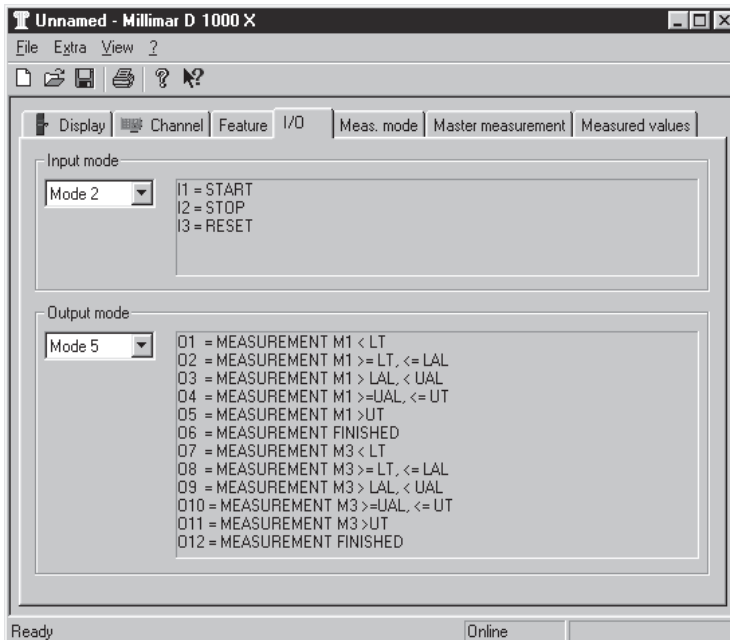 Unnamed - Millimar D 1000 X
File Extra View ?
Display Channel Feature I/O Meas. mode Master measurement Measured values
Input mode
Mode 2
I1 = START
I2 = STOP
I3 = RESET
Output mode
Mode 5
O1 = MEASUREMENT M1 < LT
O2 = MEASUREMENT M1 >= LT, <= LAL
O3 = MEASUREMENT M1 > LAL, < UAL
O4 = MEASUREMENT M1 >=UAL, <= UT
O5 = MEASUREMENT M1 >UT
O6 = MEASUREMENT FINISHED
O7 = MEASUREMENT M3 < LT
O8 = MEASUREMENT M3 >= LT, <= LAL
O9 = MEASUREMENT M3 > LAL, < UAL
O10 = MEASUREMENT M3 >=UAL, <= UT
O11 = MEASUREMENT M3 >UT
O12 = MEASUREMENT FINISHED
Ready Online